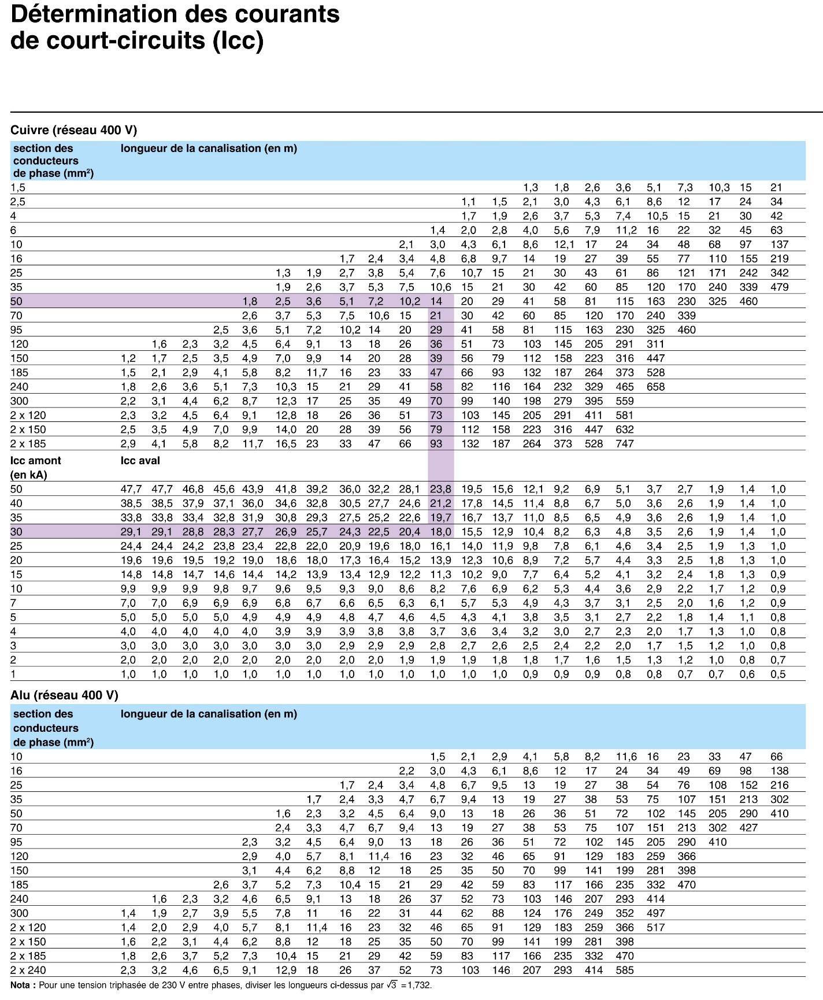 Détermination des courants
de court-circuits (Icc)
Cuivre (réseau 400 V)
section des longueur de la canalisation (en m)
conducteurs
de phase (mm²)
1,5 1,3 1,8 2,6 3,6 5,1 7,3 10,3 15 21
2,5 1,1 1,5 2,1 3,0 4,3 6,1 8,6 12 17 24 34
4 1,7 1,9 2,6 3,7 5,3 7,4 10,5 15 21 30 42
6 1,4 2,0 2,8 4,0 5,6 7,9 11,2 16 22 32 45 63
10 2,1 3,0 4,3 6,1 8,6 12,1 17 24 34 48 68 97 137
16 1,7 2,4 3,4 4,8 6,8 9,7 14 19 27 39 55 77 110 155 219
25 1,3 1,9 2,7 3,8 5,4 7,6 10,7 15 21 30 43 61 86 121 171 242 342
35 1,9 2,6 3,7 5,3 7,5 10,6 15 21 30 42 60 85 120 170 240 339 479
50 1,8 2,5 3,6 5,1 7,2 10,2 14 20 29 41 58 81 115 163 230 325 460
70 2,6 3,7 5,3 7,5 10,6 15 21 30 42 60 85 120 170 240 339
95 2,5 3,6 5,1 7,2 10,2 14 20 29 41 58 81 115 163 230 325 460
120 1,6 2,3 3,2 4,5 6,4 9,1 13 18 26 36 51 73 103 145 205 291 311
150 1,2 1,7 2,5 3,5 4,9 7,0 9,9 14 20 28 39 56 79 112 158 223 316 447
185 1,5 2,1 2,9 4,1 5,8 8,2 11,7 16 23 33 47 66 93 132 187 264 373 528
240 1,8 2,6 3,6 5,1 7,3 10,3 15 21 29 41 58 82 116 164 232 329 465 658
300 2,2 3,1 4,4 6,2 8,7 12,3 17 25 35 49 70 99 140 198 279 395 559
2 x 120 2,3 3,2 4,5 6,4 9,1 12,8 18 26 36 51 73 103 145 205 291 411 581
2 x 150 2,5 3,5 4,9 7,0 9,9 14,0 20 28 39 56 79 112 158 223 316 447 632
2 x 185 2,9 4,1 5,8 8,2 11,7 16,5 23 33 47 66 93 132 187 264 373 528 747
Icc amont Icc aval
(en kA)
50 47,7 47,7 46,8 45,6 43,9 41,8 39,2 36,0 32,2 28,1 23,8 19,5 15,6 12,1 9,2 6,9 5,1 3,7 2,7 1,9 1,4 1,0
40 38,5 38,5 37,9 37,1 36,0 34,6 32,8 30,5 27,7 24,6 21,2 17,8 14,5 11,4 8,8 6,7 5,0 3,6 2,6 1,9 1,4 1,0
35 33,8 33,8 33,4 32,8 31,9 30,8 29,3 27,5 25,2 22,6 19,7 16,7 13,7 11,0 8,5 6,5 4,9 3,6 2,6 1,9 1,4 1,0
30 29,1 29,1 28,8 28,3 27,7 26,9 25,7 24,3 22,5 20,4 18,0 15,5 12,9 10,4 8,2 6,3 4,8 3,5 2,6 1,9 1,4 1,0
25 24,4 24,4 24,2 23,8 23,4 22,8 22,0 20,9 19,6 18,0 16,1 14,0 11,9 9,8 7,8 6,1 4,6 3,4 2,5 1,9 1,3 1,0
20 19,6 19,6 19,5 19,2 19,0 18,6 18,0 17,3 16,4 15,2 13,9 12,3 10,6 8,9 7,2 5,7 4,4 3,3 2,5 1,8 1,3 1,0
15 14,8 14,8 14,7 14,6 14,4 14,2 13,9 13,4 12,9 12,2 11,3 10,2 9,0 7,7 6,4 5,2 4,1 3,2 2,4 1,8 1,3 0,9
10 9,9 9,9 9,9 9,8 9,7 9,6 9,5 9,3 9,0 8,6 8,2 7,6 6,9 6,2 5,3 4,4 3,6 2,9 2,2 1,7 1,2 0,9
7 7,0 7,0 6,9 6,9 6,9 6,8 6,7 6,6 6,5 6,3 6,1 5,7 5,3 4,9 4,3 3,7 3,1 2,5 2,0 1,6 1,2 0,9
5 5,0 5,0 5,0 5,0 4,9 4,9 4,9 4,8 4,7 4,6 4,5 4,3 4,1 3,8 3,5 3,1 2,7 2,2 1,8 1,4 1,1 0,8
4 4,0 4,0 4,0 4,0 4,0 3,9 3,9 3,9 3,8 3,8 3,7 3,6 3,4 3,2 3,0 2,7 2,3 2,0 1,7 1,3 1,0 0,8
3 3,0 3,0 3,0 3,0 3,0 3,0 3,0 2,9 2,9 2,9 2,8 2,7 2,6 2,5 2,4 2,2 2,0 1,7 1,5 1,2 1,0 0,8
2 2,0 2,0 2,0 2,0 2,0 2,0 2,0 2,0 2,0 1,9 1,9 1,9 1,8 1,8 1,7 1,6 1,5 1,3 1,2 1,0 0,8 0,7
1 1,0 1,0 1,0 1,0 1,0 1,0 1,0 1,0 1,0 1,0 1,0 1,0 1,0 0,9 0,9 0,9 0,8 0,8 0,7 0,7 0,6 0,5
Alu (réseau 400 V)
section des longueur de la canalisation (en m)
conducteurs
de phase (mm²)
10 1,5 2,1 2,9 4,1 5,8 8,2 11,6 16 23 33 47 66
16 2,2 3,0 4,3 6,1 8,6 12 17 24 34 49 69 98 138
25 1,7 2,4 3,4 4,8 6,7 9,5 13 19 27 38 54 76 108 152 216
35 1,7 2,4 3,3 4,7 6,7 9,4 13 19 27 38 53 75 107 151 213 302
50 1,6 2,3 3,2 4,5 6,4 9,0 13 18 26 36 51 72 102 145 205 290 410
70 2,4 3,3 4,7 6,7 9,4 13 19 27 38 53 75 107 151 213 302 427
95 2,3 3,2 4,5 6,4 9,0 13 18 26 36 51 72 102 145 205 290 410
120 2,9 4,0 5,7 8,1 11,4 16 23 32 46 65 91 129 183 259 366
150 3,1 4,4 6,2 8,8 12 18 25 35 50 70 99 141 199 281 398
185 2,6 3,7 5,2 7,3 10,4 15 21 29 42 59 83 117 166 235 332 470
240 1,6 2,3 3,2 4,6 6,5 9,1 13 18 26 37 52 73 103 146 207 293 414
300 1,4 1,9 2,7 3,9 5,5 7,8 11 16 22 31 44 62 88 124 176 249 352 497
2 x 120 1,4 2,0 2,9 4,0 5,7 8,1 11,4 16 23 32 46 65 91 129 183 259 366 517
2 x 150 1,6 2,2 3,1 4,4 6,2 8,8 12 18 25 35 50 70 99 141 199 281 398
2 x 185 1,8 2,6 3,7 5,2 7,3 10,4 15 21 29 42 59 83 117 166 235 332 470
2 x 240 2,3 3,2 4,6 6,5 9,1 12,9 18 26 37 52 73 103 146 207 293 414 585
Nota : Pour une tension triphasée de 230 V entre phases, diviser les longueurs ci-dessus par √3 = 1,732.